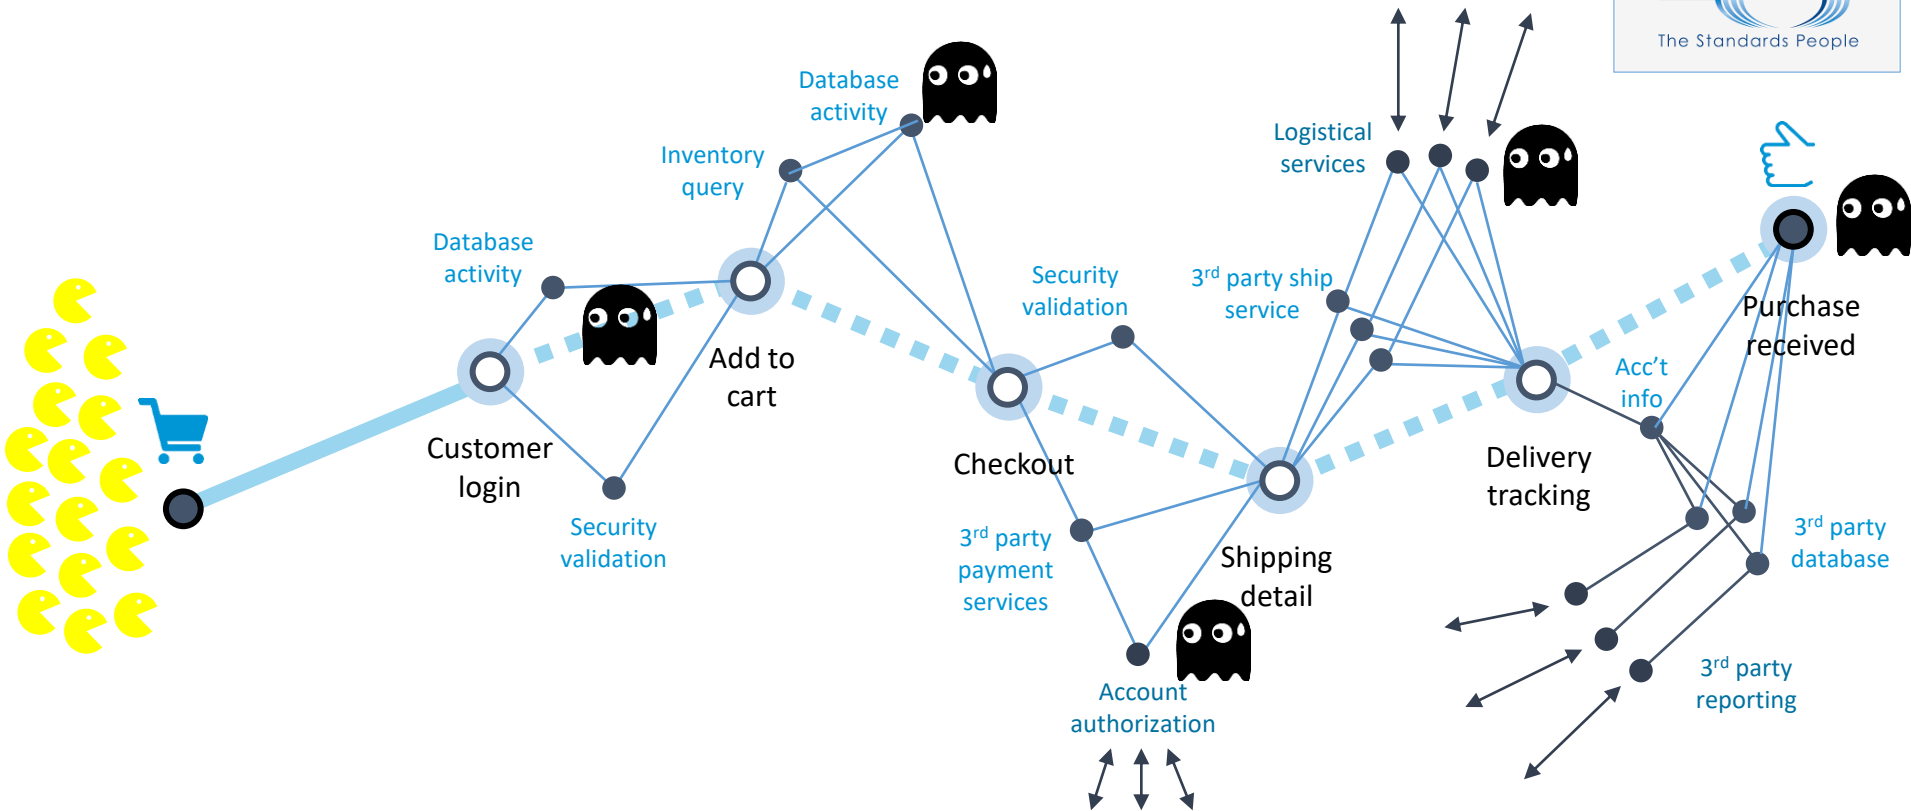 The Standards People
Database
activity
Inventory
query
Database
activity
Customer
login
Security
validation
Add to
cart
Security
validation
Checkout
3rd party
payment
services
Account
authorization
Shipping
detail
3rd party ship
service
Logistical
services
Delivery
tracking
Acc’t
info
Purchase
received
3rd party
database
3rd party
reporting